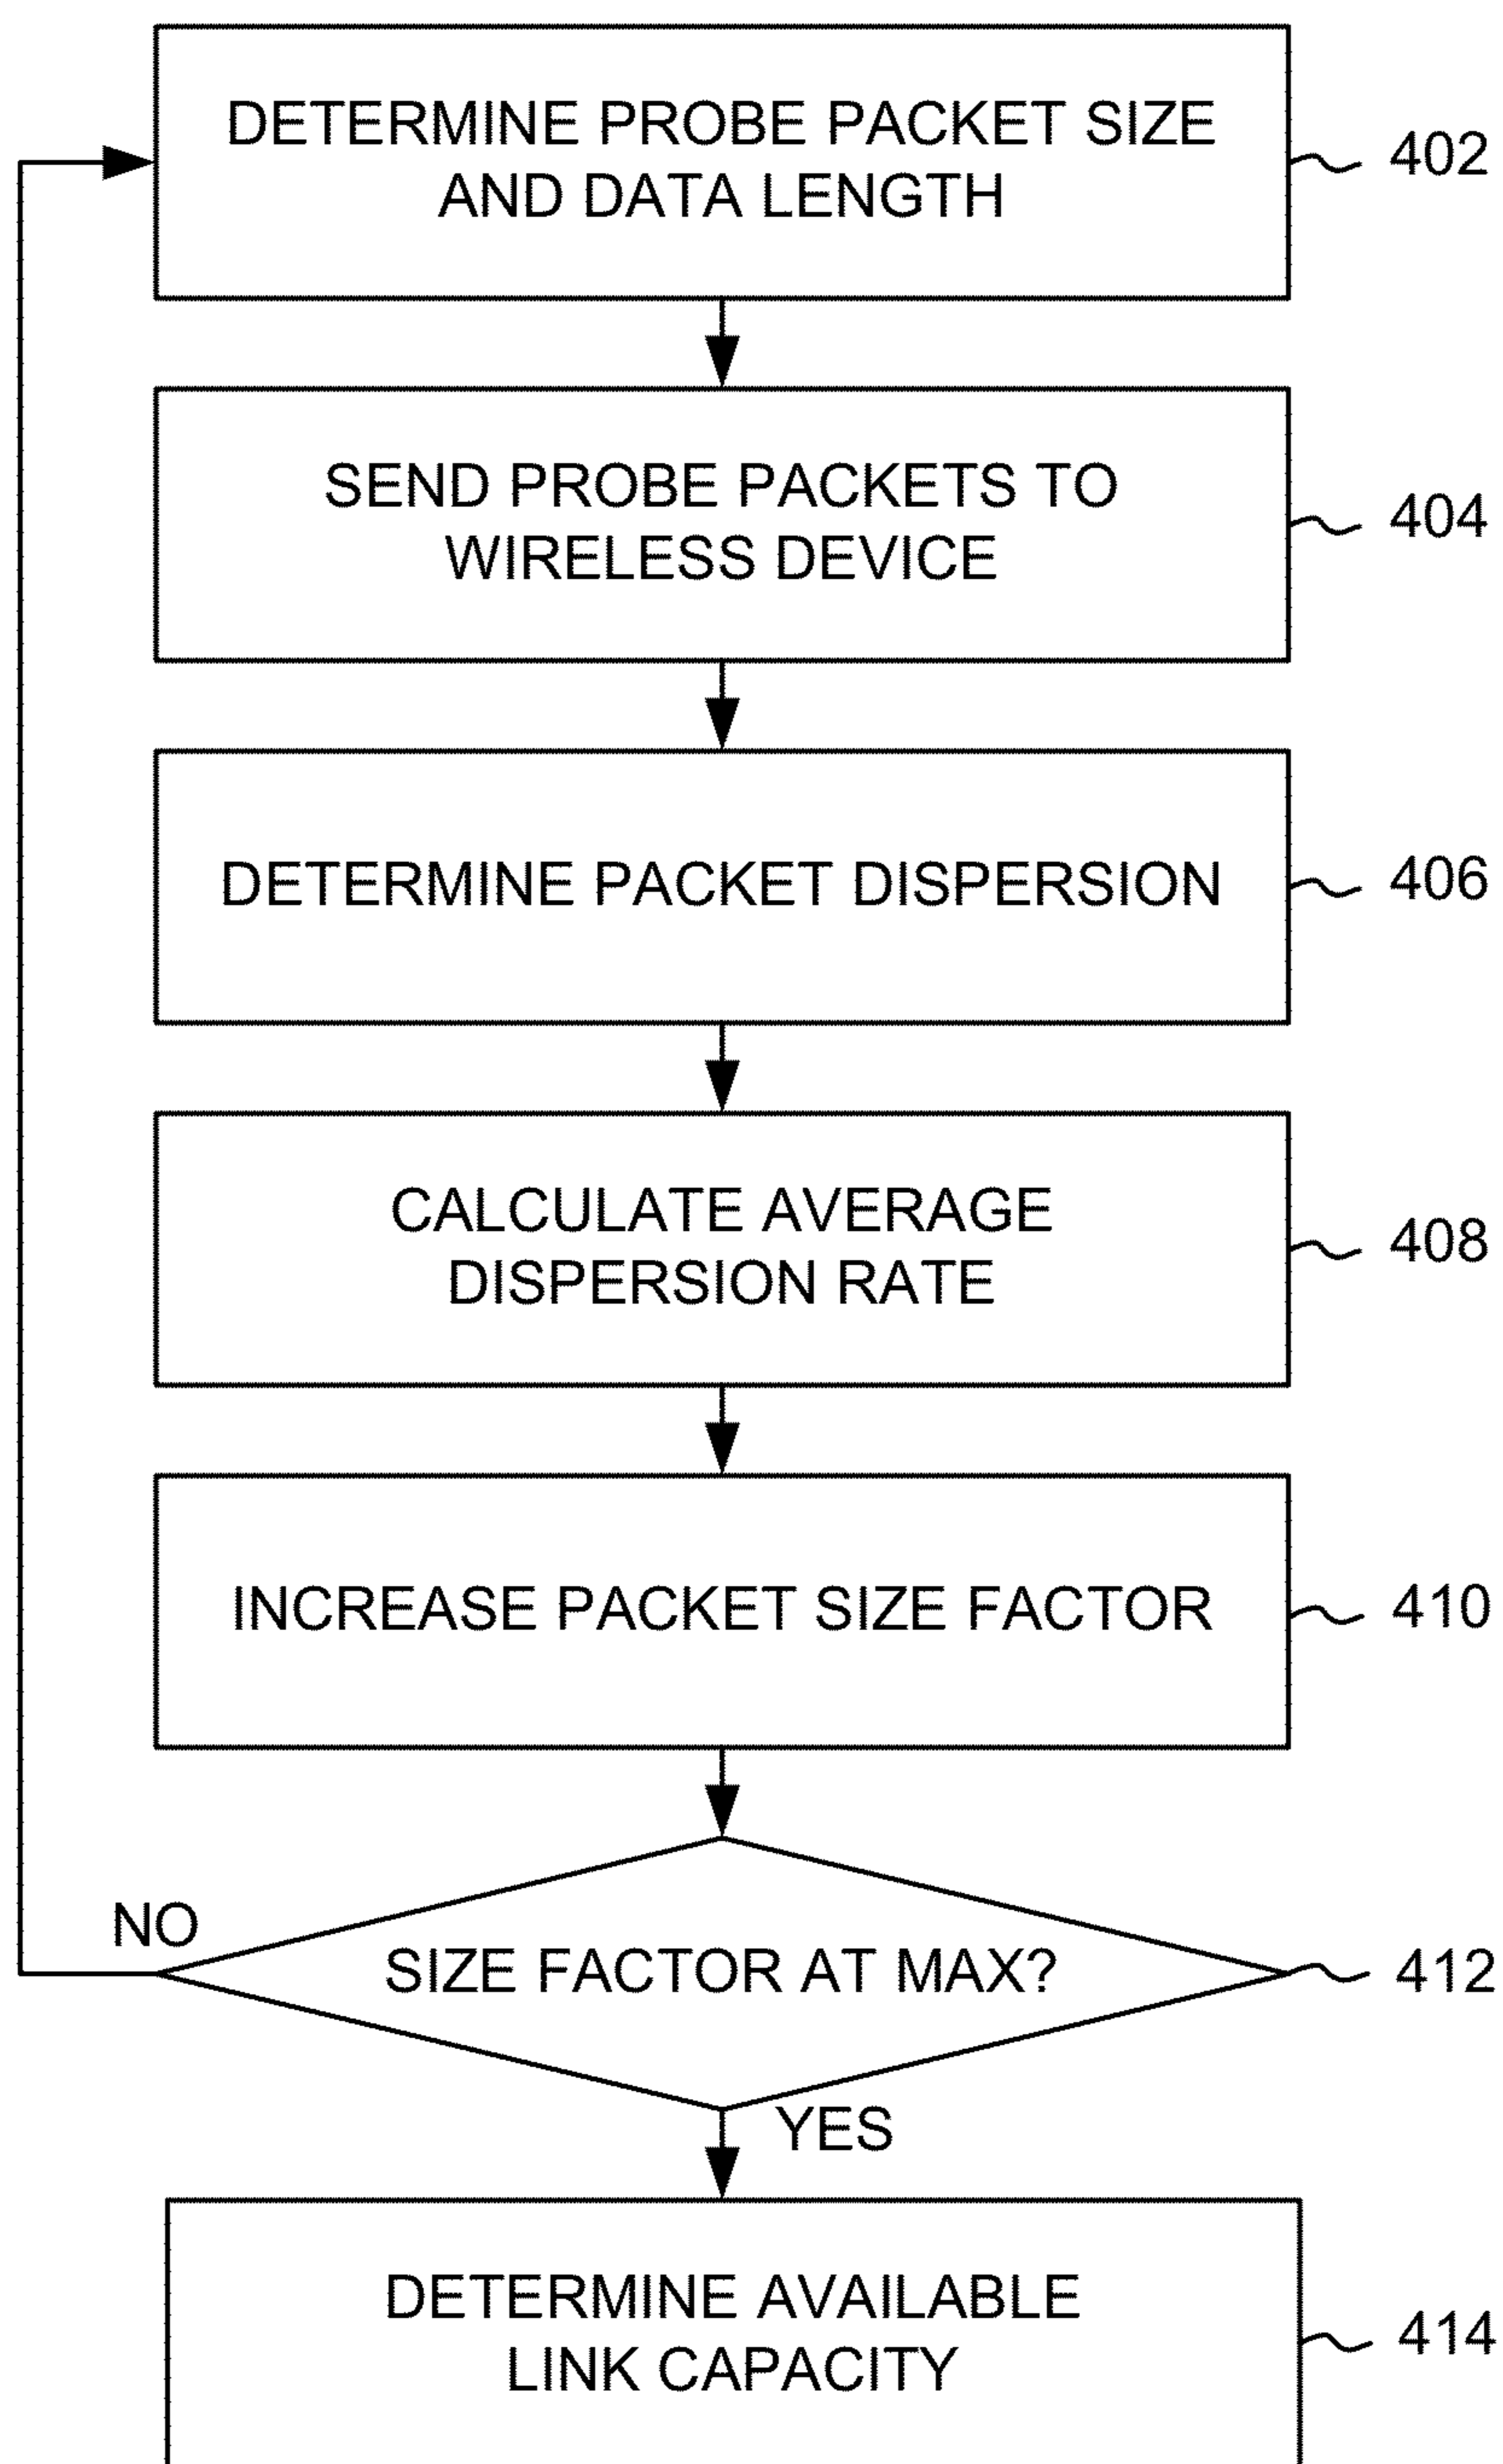 DETERMINE PROBE PACKET SIZE
AND DATA LENGTH
402
SEND PROBE PACKETS TO
WIRELESS DEVICE
404
DETERMINE PACKET DISPERSION
406
CALCULATE AVERAGE
DISPERSION RATE
408
INCREASE PACKET SIZE FACTOR
410
NO
SIZE FACTOR AT MAX?
412
YES
DETERMINE AVAILABLE
LINK CAPACITY
414